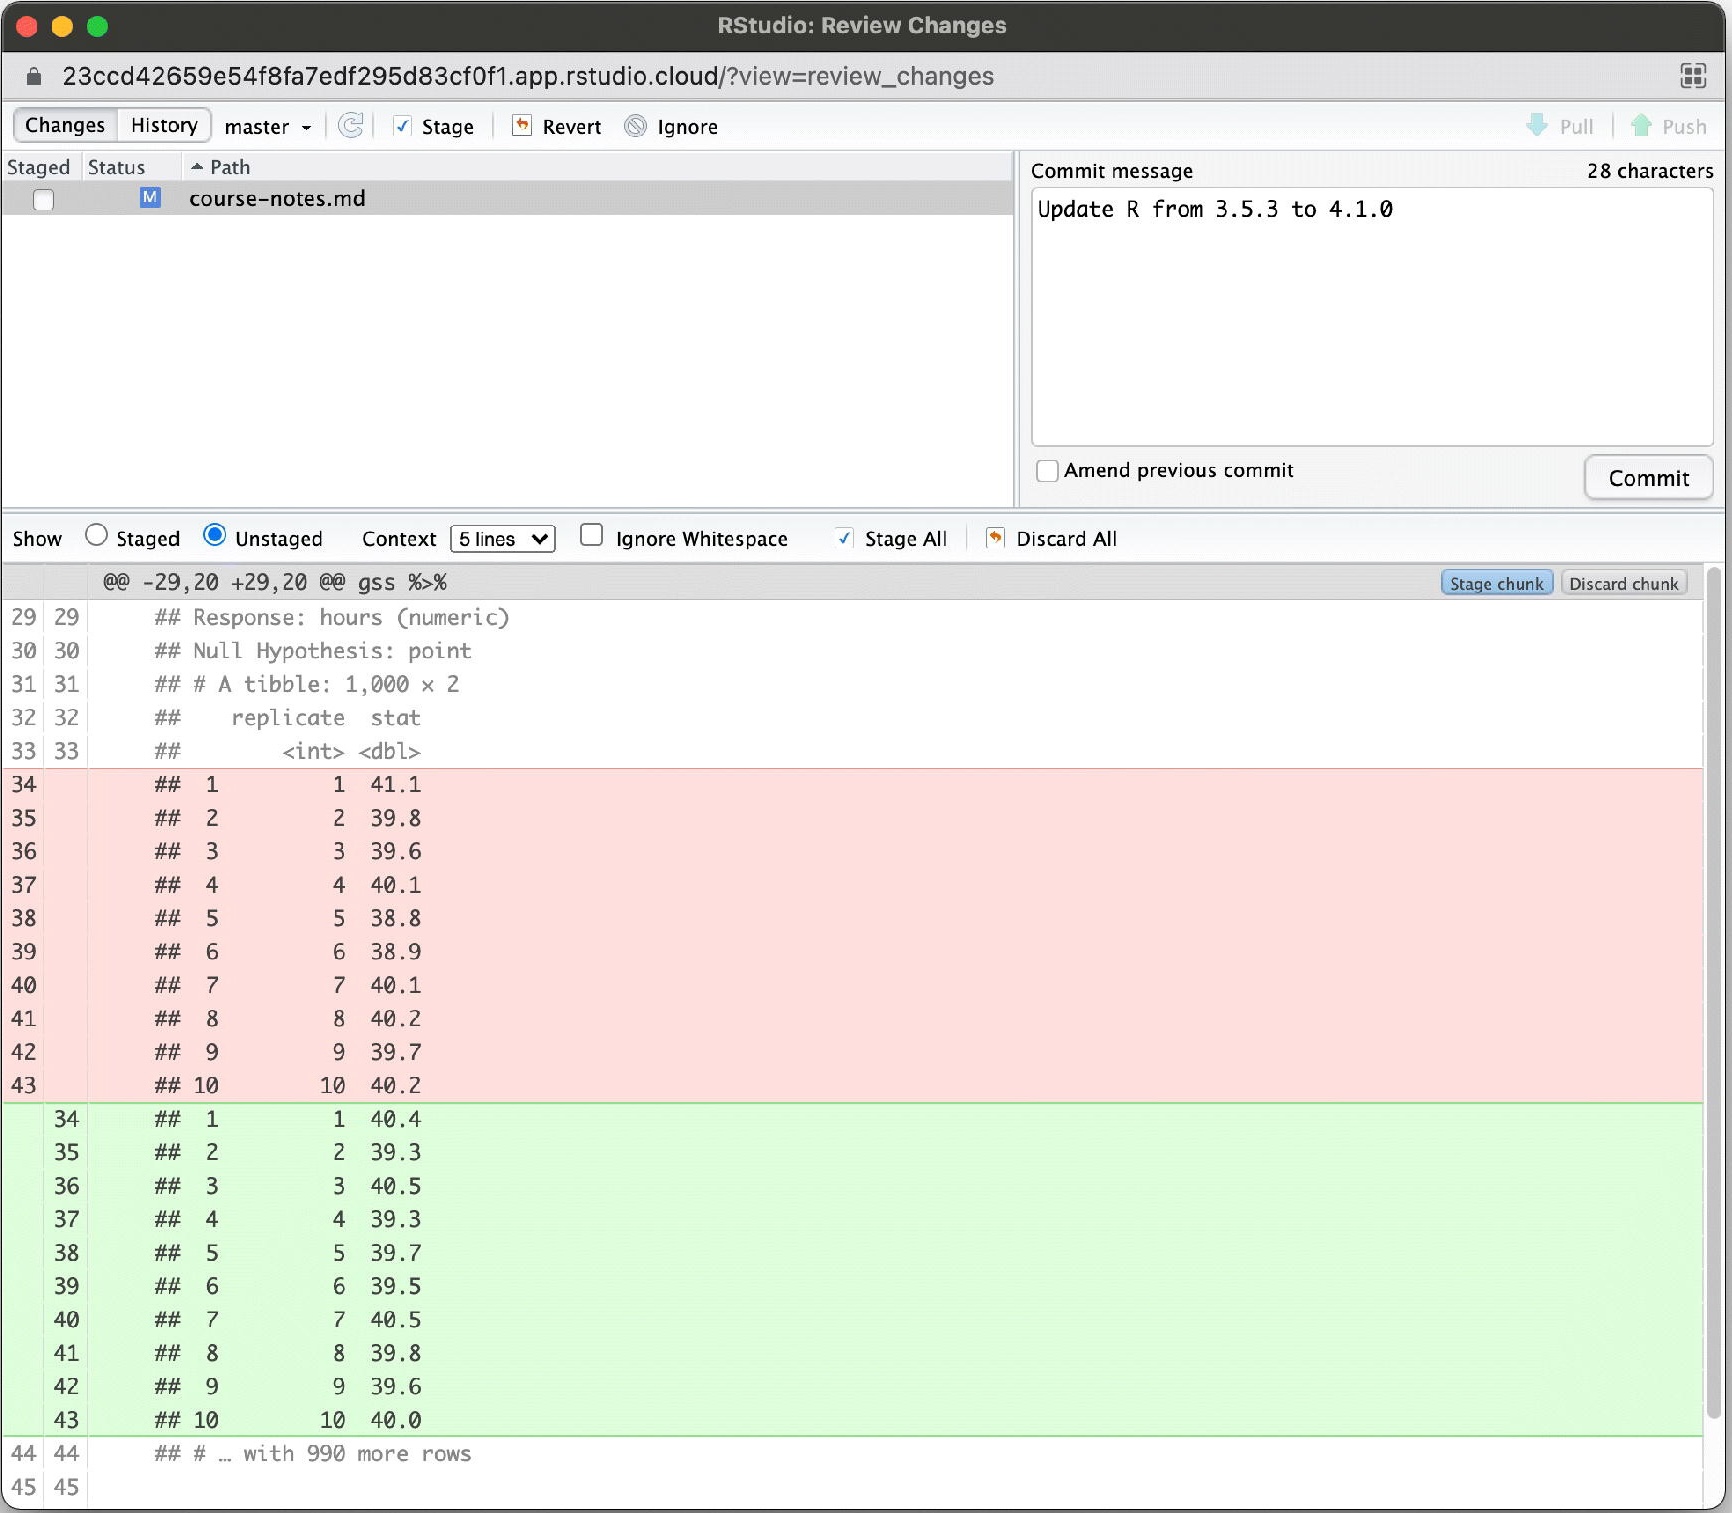 RStudio: Review Changes
23ccd42659e54f8fa7edf295d83cf0f1.app.rstudio.cloud/?view=review_changes
Changes History master Stage Revert Ignore Pull Push
Staged Status Path
M course-notes.md
Commit message 28 characters
Update R from 3.5.3 to 4.1.0
Amend previous commit Commit
Show Staged Unstaged Context 5 lines Ignore Whitespace Stage All Discard All
@@ -29,20 +29,20 @@ gss %>% Stage chunk Discard chunk
29 29 ## Response: hours (numeric)
30 30 ## Null Hypothesis: point
31 31 ## # A tibble: 1,000 × 2
32 32 ##    replicate  stat
33 33 ##        <int> <dbl>
34 ##  1         1  41.1
35 ##  2         2  39.8
36 ##  3         3  39.6
37 ##  4         4  40.1
38 ##  5         5  38.8
39 ##  6         6  38.9
40 ##  7         7  40.1
41 ##  8         8  40.2
42 ##  9         9  39.7
43 ## 10        10  40.2
34 ##  1         1  40.4
35 ##  2         2  39.3
36 ##  3         3  40.5
37 ##  4         4  39.3
38 ##  5         5  39.7
39 ##  6         6  39.5
40 ##  7         7  40.5
41 ##  8         8  39.8
42 ##  9         9  39.6
43 ## 10        10  40.0
44 44 ## # … with 990 more rows
45 45